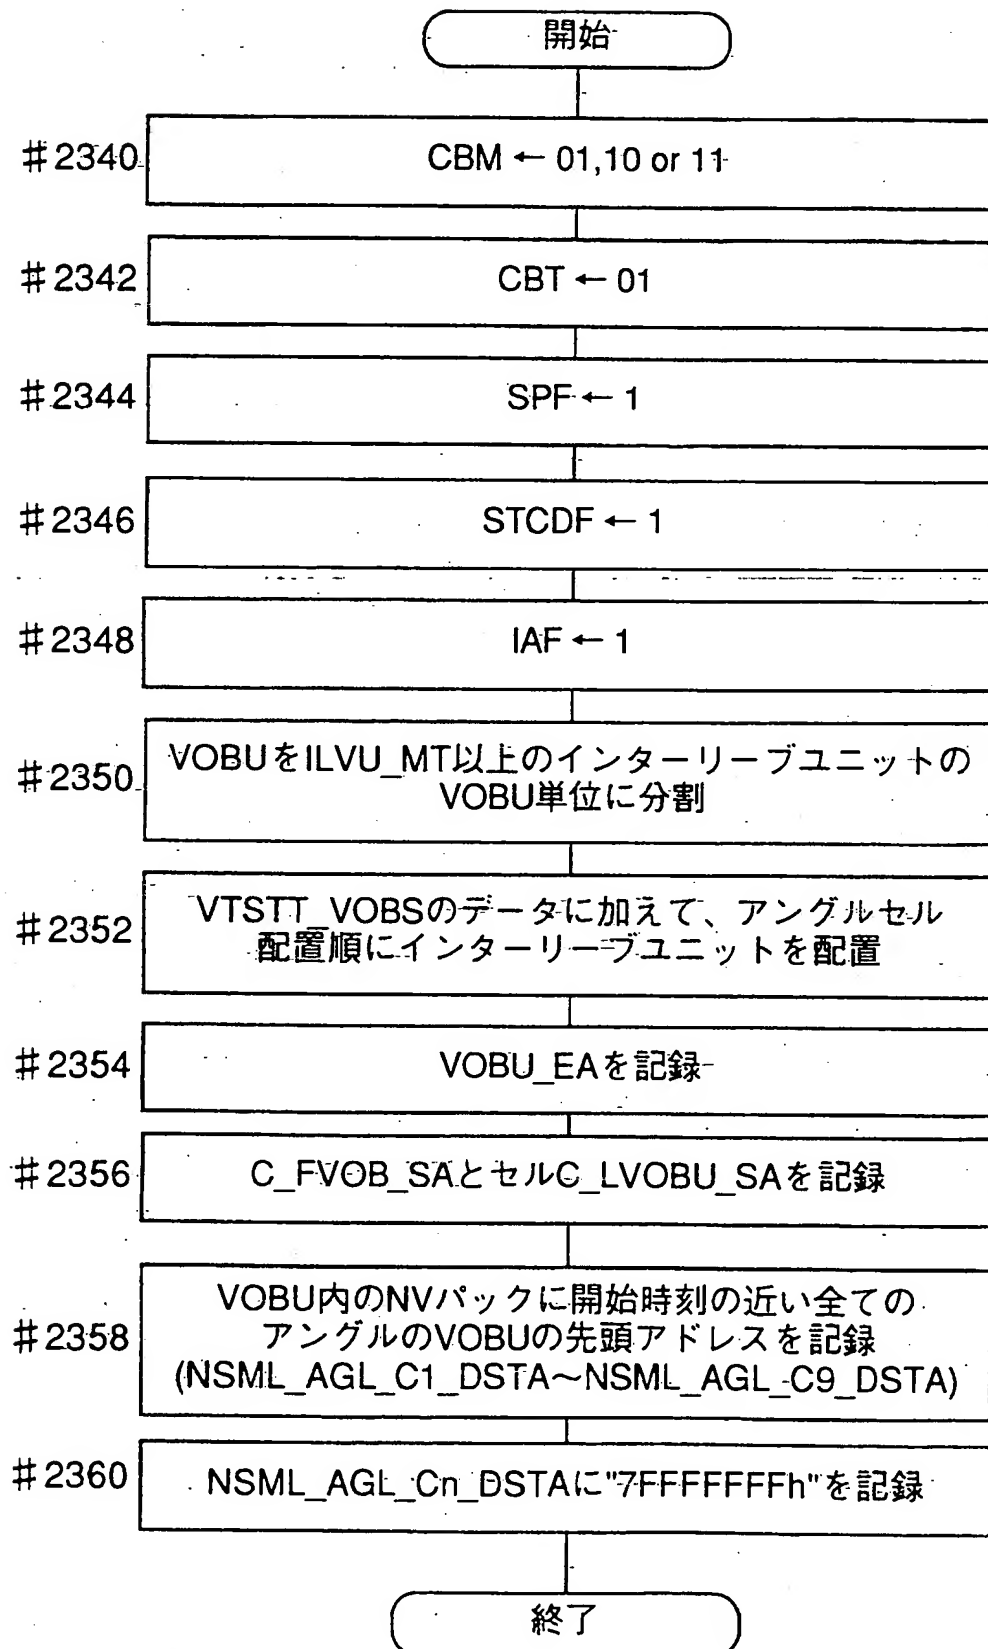 開始
#2340
CBM ← 01,10 or 11
#2342
CBT ← 01
#2344
SPF ← 1
#2346
STCDF ← 1
#2348
IAF ← 1
#2350
VOBUをILVU_MT以上のインターリーブユニットの
VOBU単位に分割
#2352
VTSTT_VOBSのデータに加えて、アングルセル
配置順にインターリーブユニットを配置
#2354
VOBU_EAを記録
#2356
C_FVOB_SAとセルC_LVOBU_SAを記録
#2358
VOBU内のNVパックに開始時刻の近い全ての
アングルのVOBUの先頭アドレスを記録
(NSML_AGL_C1_DSTA～NSML_AGL_C9_DSTA)
#2360
NSML_AGL_Cn_DSTAに"7FFFFFFFh"を記録
終了